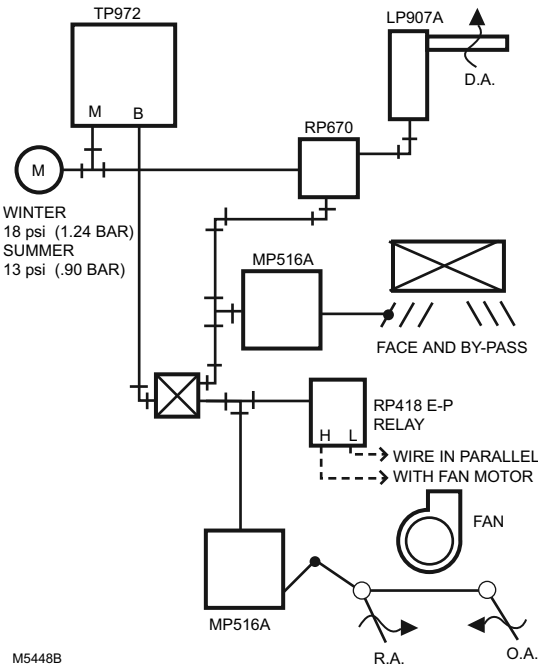 TP972
LP907A
M B
D.A.
RP670
M
WINTER
18 psi (1.24 BAR)
SUMMER
13 psi (.90 BAR)
MP516A
FACE AND BY-PASS
RP418 E-P
RELAY
H L
WIRE IN PARALLEL
WITH FAN MOTOR
FAN
MP516A
R.A.
O.A.
M5448B